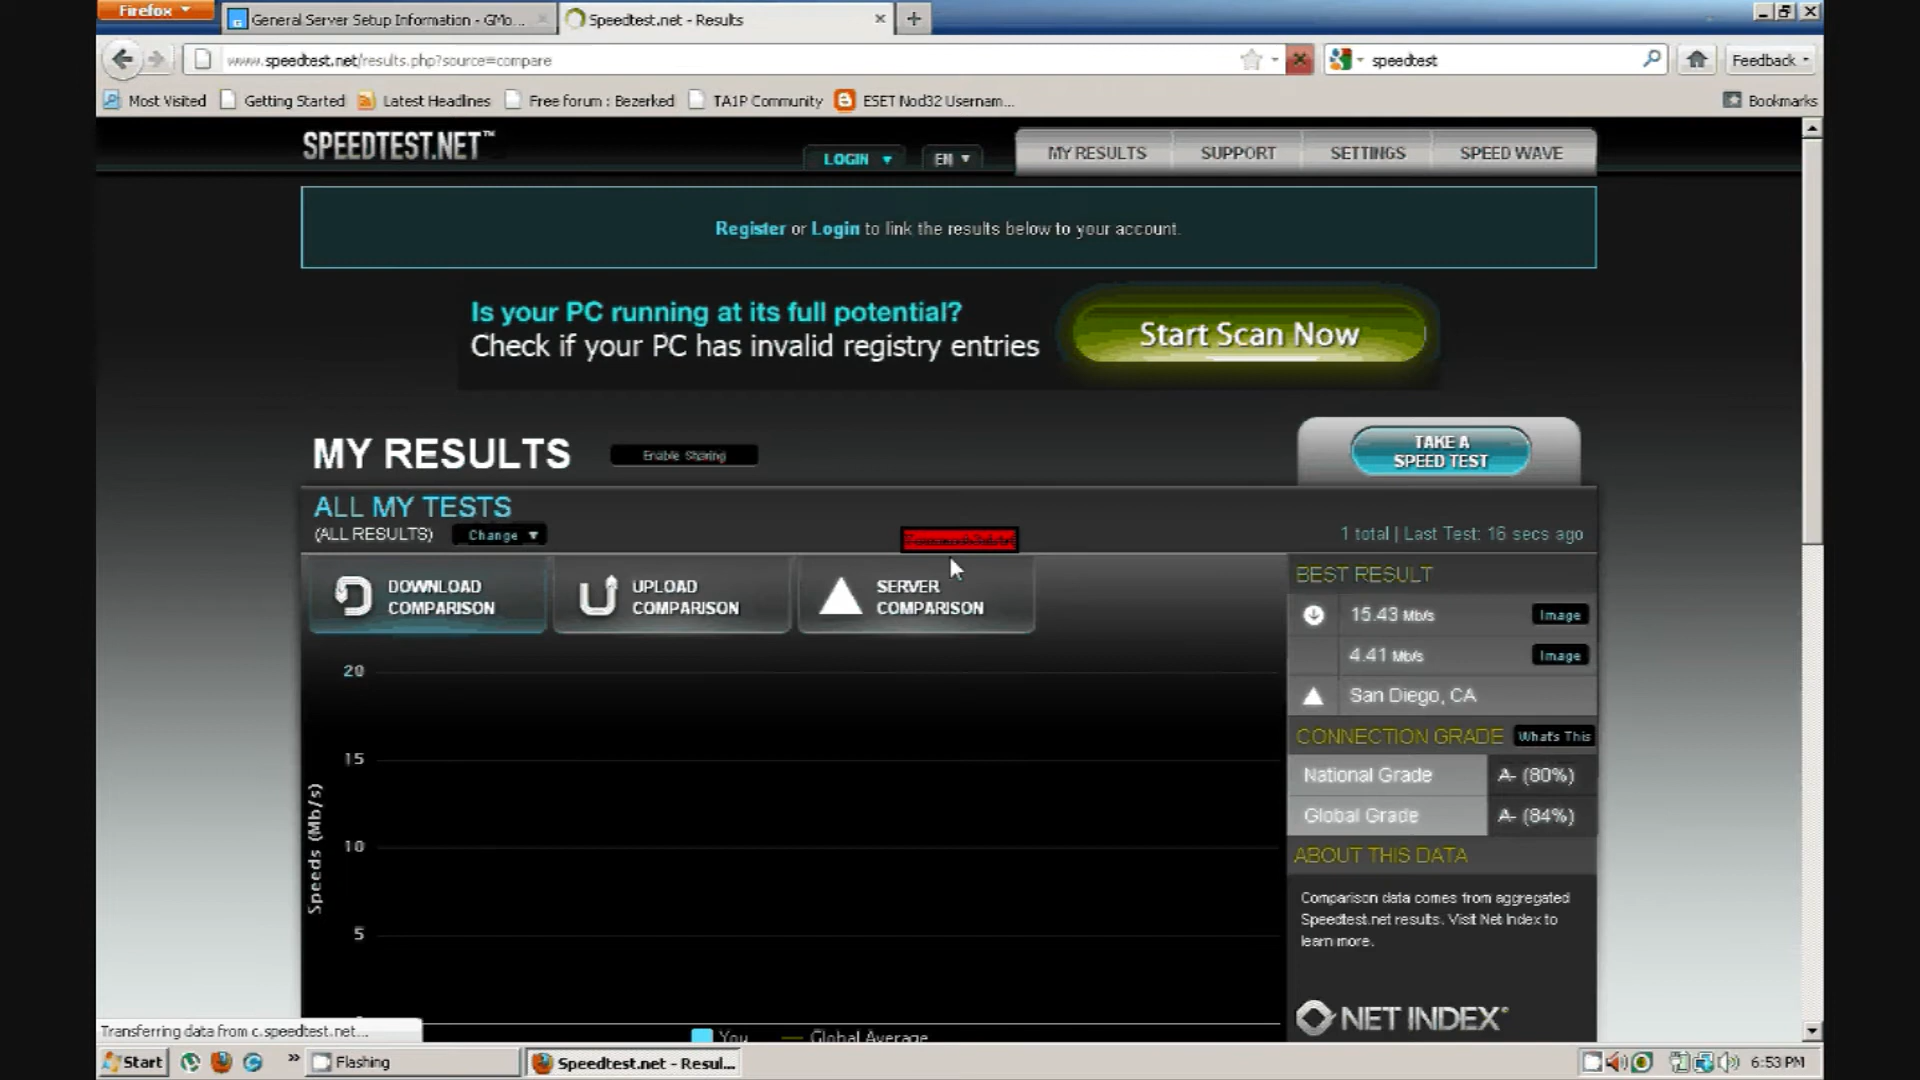 Firefox
General Server Setup Information - GMo...
Speedtest.net - Results
www.speedtest.net/results.php?source=compare
speedtest
Feedback
Most Visited
Getting Started
Latest Headlines
Free forum : Bezerked
TA1P Community
ESET Nod32 Usernam...
Bookmarks
SPEEDTEST.NET™
LOGIN
EN
MY RESULTS
SUPPORT
SETTINGS
SPEED WAVE
Register or Login to link the results below to your account.
Is your PC running at its full potential?
Check if your PC has invalid registry entries
Start Scan Now
MY RESULTS
Enable Sharing
TAKE A
SPEED TEST
ALL MY TESTS
(ALL RESULTS)
Change
1 total | Last Test: 16 secs ago
DOWNLOAD
COMPARISON
UPLOAD
COMPARISON
SERVER
COMPARISON
BEST RESULT
15.43 Mb/s
Image
4.41 Mb/s
Image
San Diego, CA
CONNECTION GRADE
What's This
National Grade
A- (80%)
Global Grade
A- (84%)
ABOUT THIS DATA
Comparison data comes from aggregated
Speedtest.net results. Visit Net Index to
learn more.
NET INDEX
20
15
10
5
Speeds (Mb/s)
You
Global Average
Transferring data from c.speedtest.net...
Start
Flashing
Speedtest.net - Resul...
6:53 PM